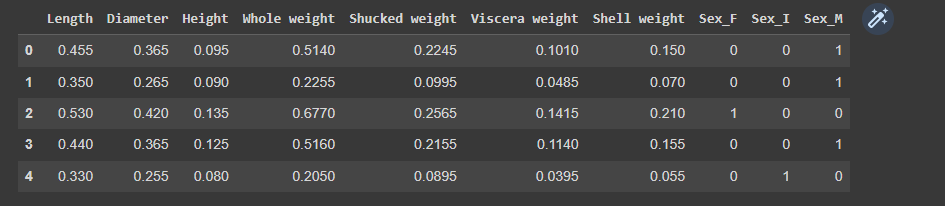 Length Diameter Height Whole weight Shucked weight Viscera weight Shell weight Sex_F Sex_I Sex_M
0 0.455 0.365 0.095 0.5140 0.2245 0.1010 0.150 0 0 1
1 0.350 0.265 0.090 0.2255 0.0995 0.0485 0.070 0 0 1
2 0.530 0.420 0.135 0.6770 0.2565 0.1415 0.210 1 0 0
3 0.440 0.365 0.125 0.5160 0.2155 0.1140 0.155 0 0 1
4 0.330 0.255 0.080 0.2050 0.0895 0.0395 0.055 0 1 0